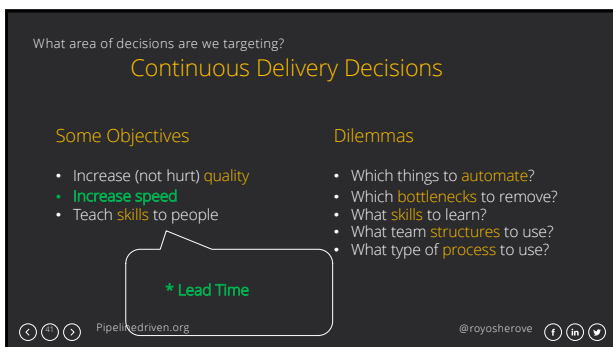 What area of decisions are we targeting?
Continuous Delivery Decisions
Some Objectives
• Increase (not hurt) quality
• Increase speed
• Teach skills to people
Dilemmas
• Which things to automate?
• Which bottlenecks to remove?
• What skills to learn?
• What team structures to use?
• What type of process to use?
* Lead Time
41
Pipelinedriven.org
@royosherove